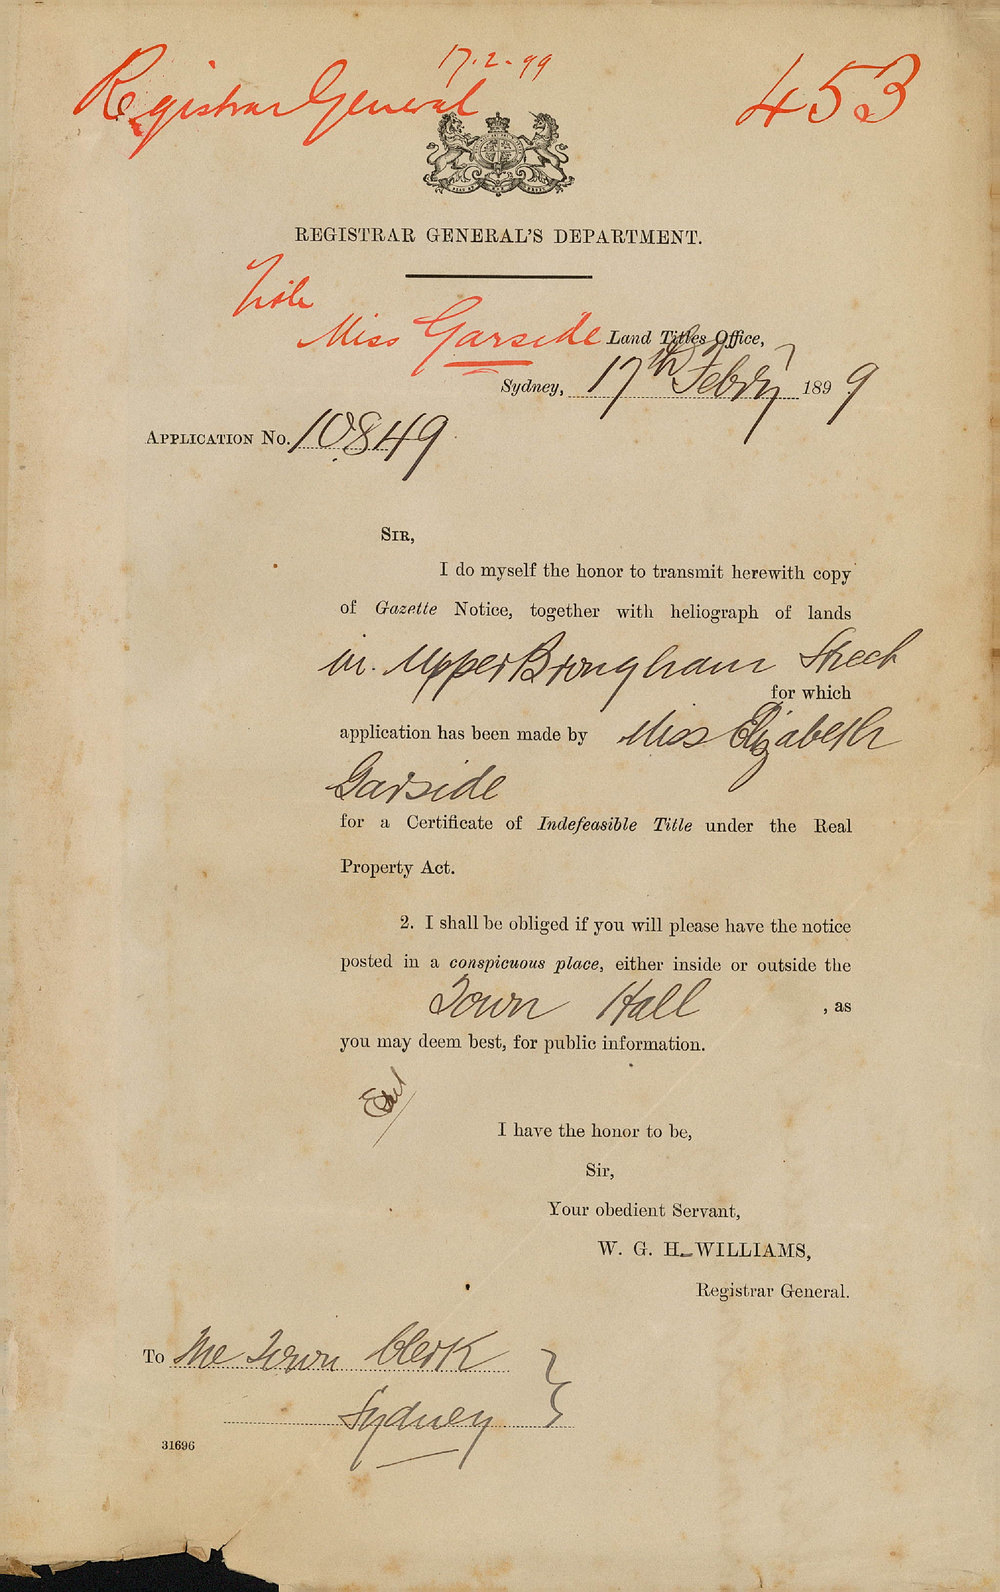 17.2.99
Registrar General
453
REGISTRAR GENERAL'S DEPARTMENT.
Title
Miss Garside
Land Titles Office,
Sydney, 17th Febry 1899
APPLICATION No. 10849
SIR,
I do myself the honor to transmit herewith copy
of Gazette Notice, together with heliograph of lands
in Upper Brougham Street
for which
application has been made by Miss Elizabeth
Garside
for a Certificate of Indefeasible Title under the Real
Property Act.
2. I shall be obliged if you will please have the notice
posted in a conspicuous place, either inside or outside the
Town Hall , as
you may deem best, for public information.
I have the honor to be,
Sir,
Your obedient Servant,
W. G. H. WILLIAMS,
Registrar General.
To The Town Clerk
Sydney
31696